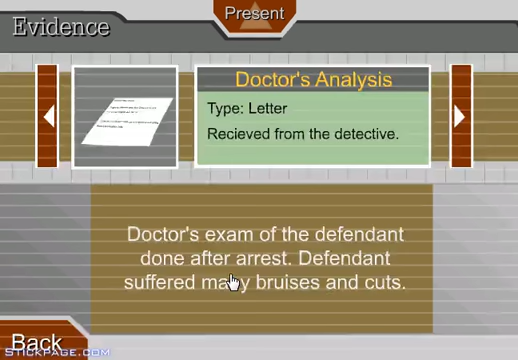 Present
Evidence
Doctor's Analysis
Type: Letter
Recieved from the detective.
Doctor's exam of the defendant
done after arrest. Defendant
suffered many bruises and cuts.
Back
STICKPAGE.COM